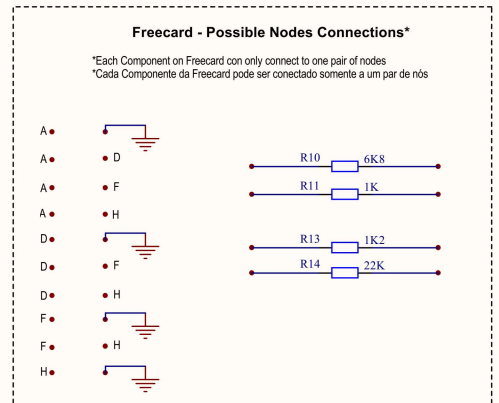 Freecard - Possible Nodes Connections*
*Each Component on Freecard con only connect to one pair of nodes
*Cada Componente da Freecard pode ser conectado somente a um par de nós
A
A D
A F
A H
D
D F
D H
F
F H
H
R10 6K8
R11 1K
R13 1K2
R14 22K